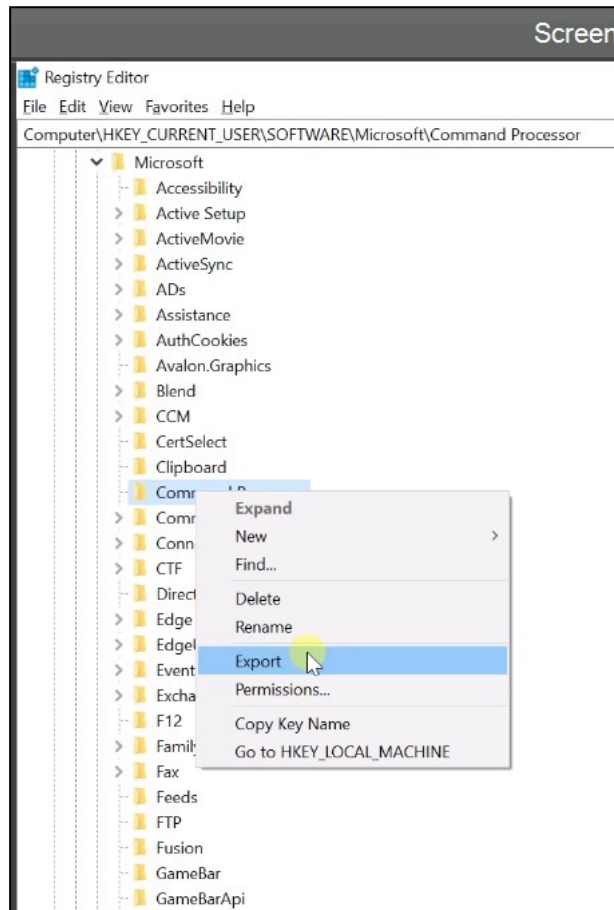 Screen
Registry Editor
File Edit View Favorites Help
Computer\HKEY_CURRENT_USER\SOFTWARE\Microsoft\Command Processor
Microsoft
Accessibility
Active Setup
ActiveMovie
ActiveSync
ADs
Assistance
AuthCookies
Avalon.Graphics
Blend
CCM
CertSelect
Clipboard
Expand
New
Find...
CTF
Delete
Rename
Edge
Export
Permissions...
F12
Copy Key Name
Go to HKEY_LOCAL_MACHINE
Fax
Feeds
FTP
Fusion
GameBar
GameBarApi